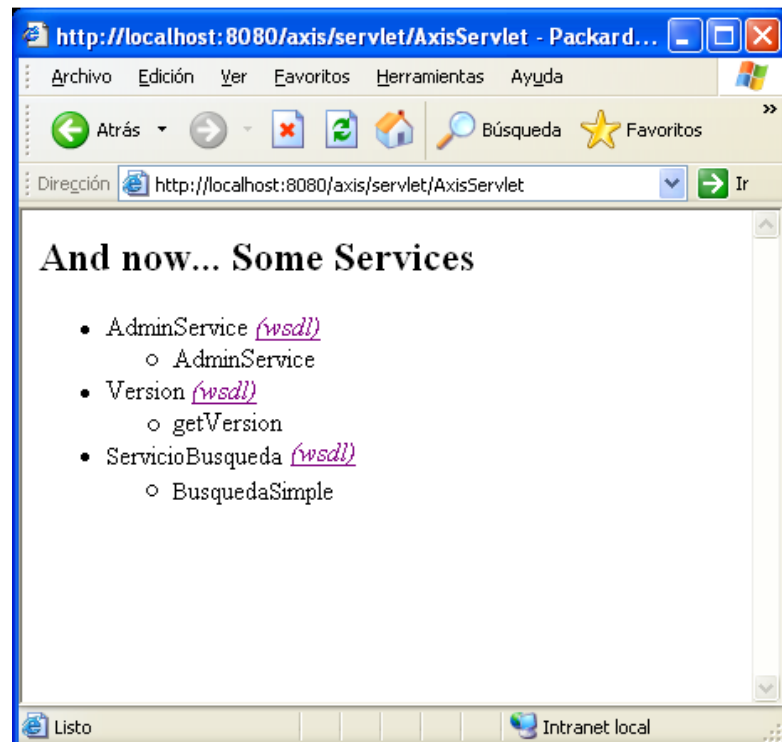 http://localhost:8080/axis/servlet/AxisServlet - Packard...
Archivo Edición Ver Favoritos Herramientas Ayuda
Atrás Búsqueda Favoritos »
Dirección http://localhost:8080/axis/servlet/AxisServlet Ir
And now... Some Services
• AdminService (wsdl)
○ AdminService
• Version (wsdl)
○ getVersion
• ServicioBusqueda (wsdl)
○ BusquedaSimple
Listo Intranet local